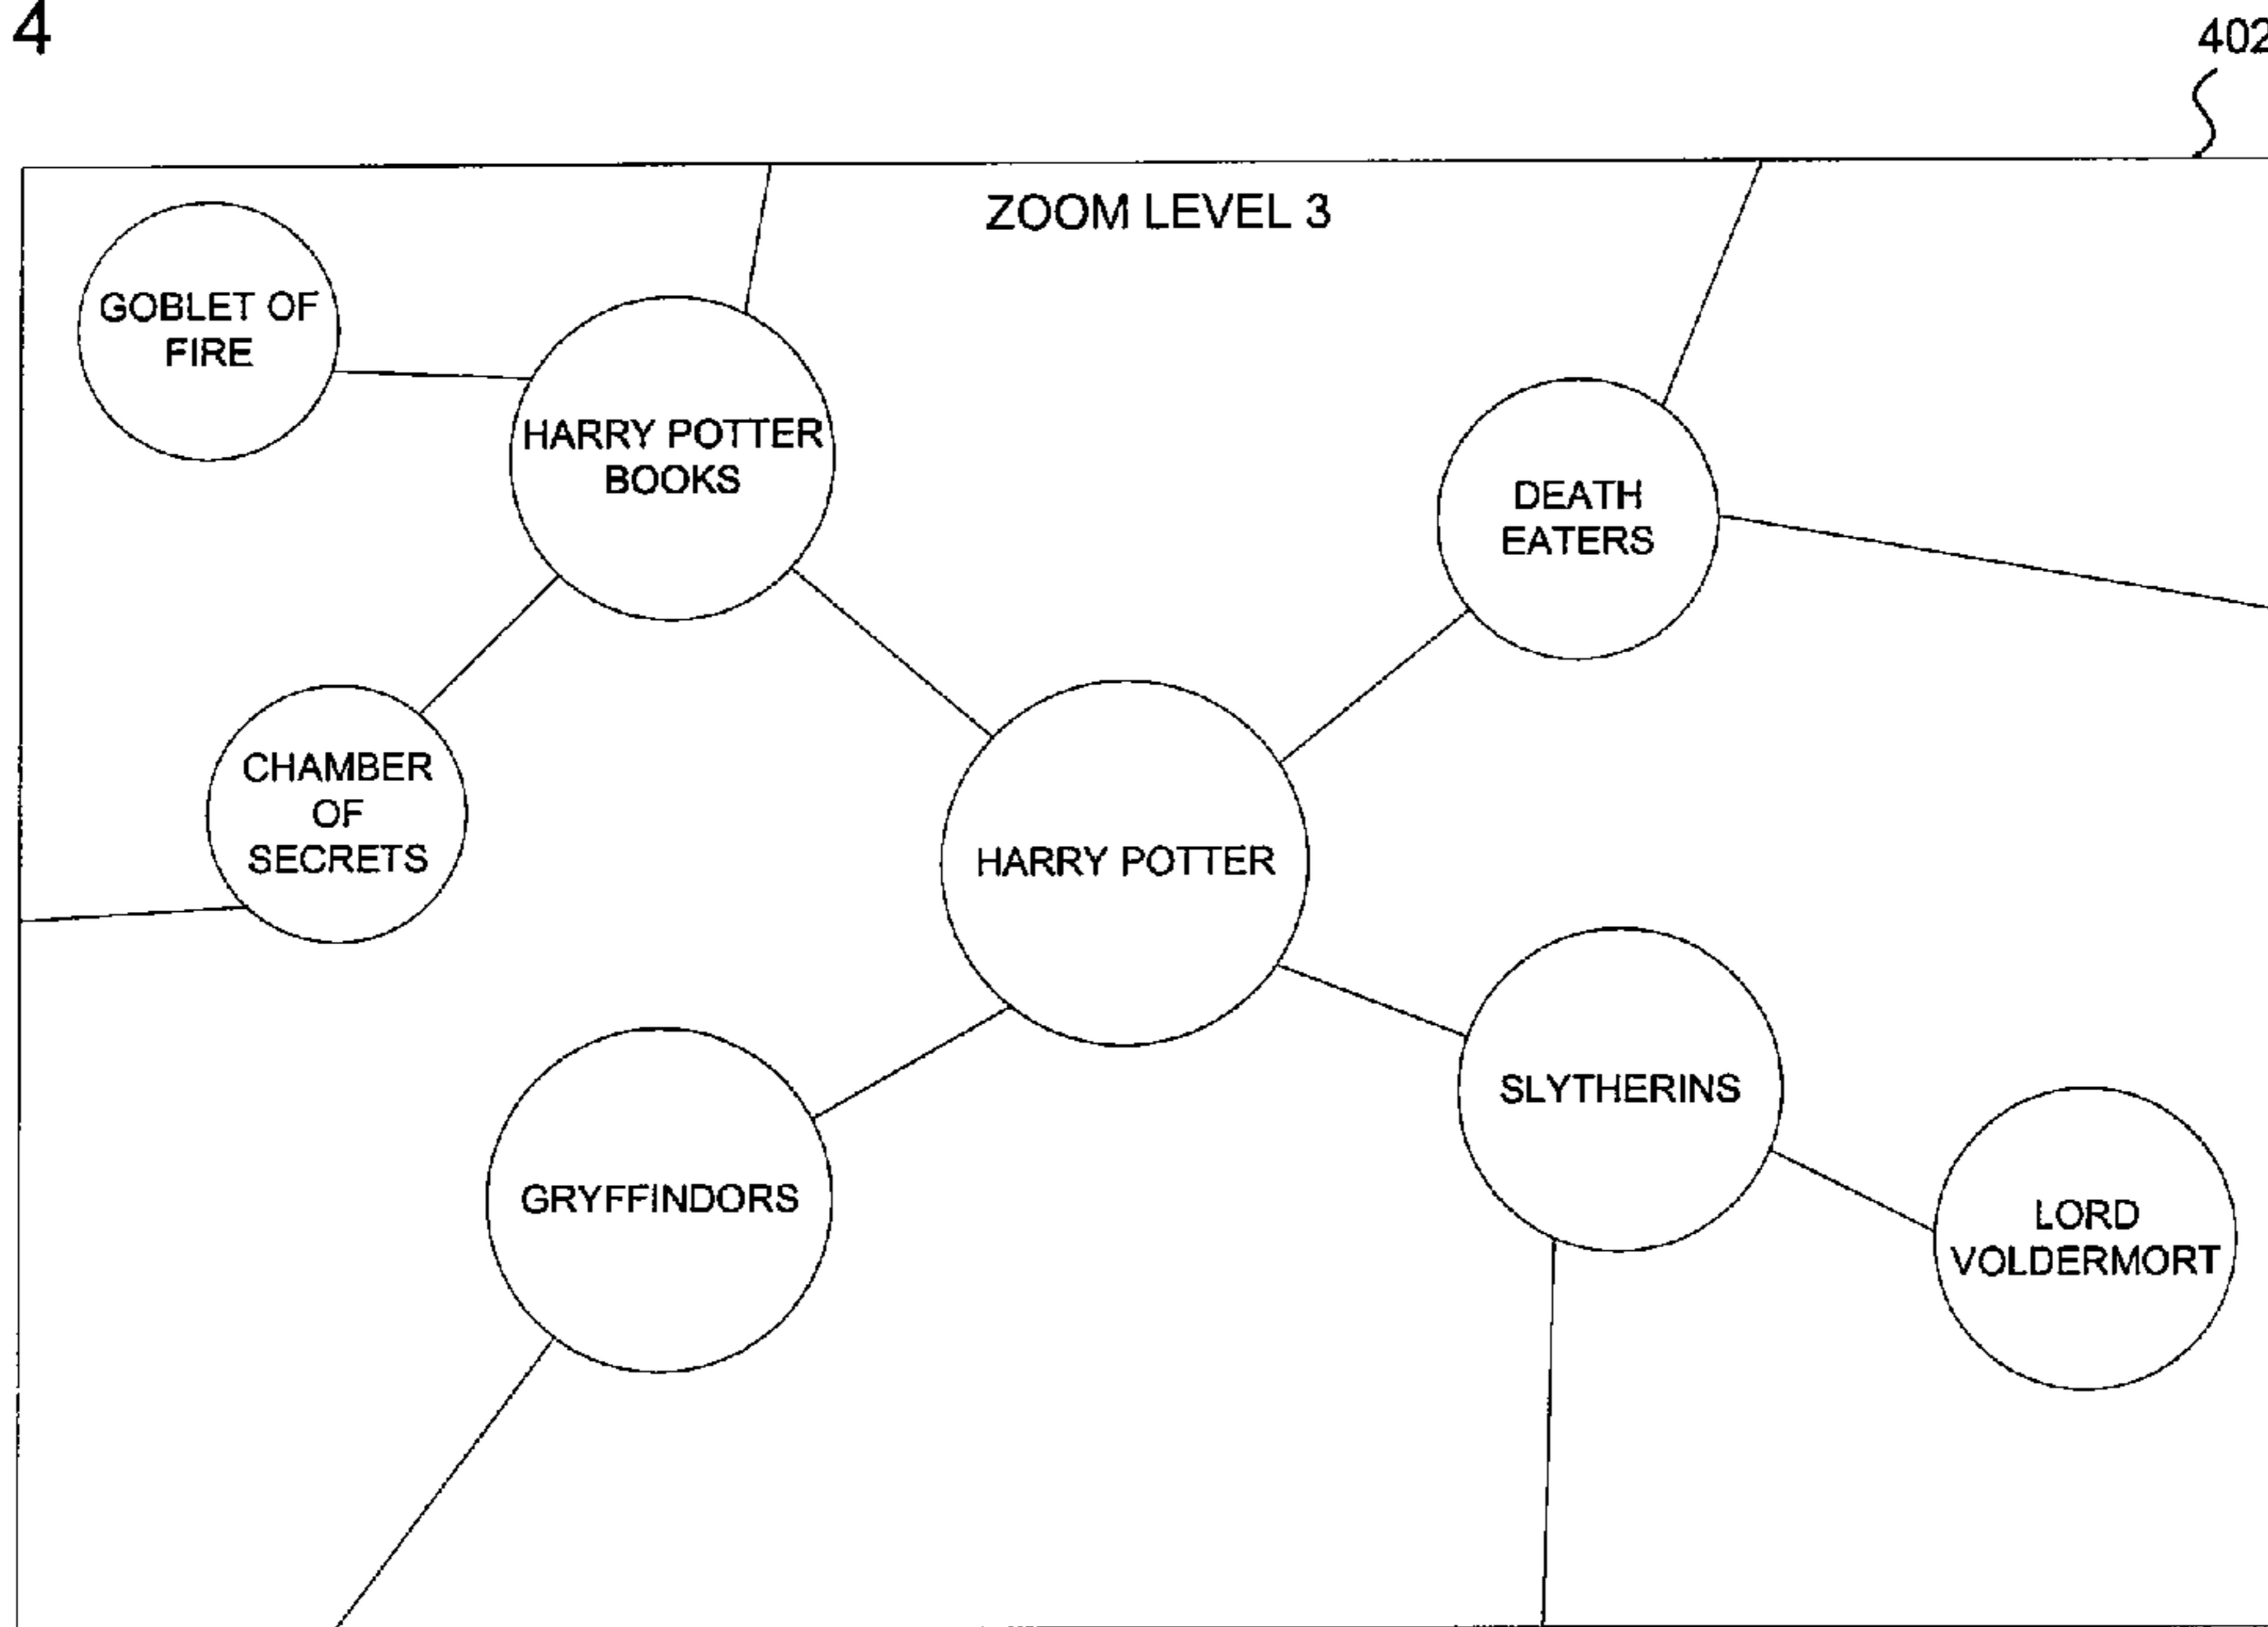 4
402
ZOOM LEVEL 3
GOBLET OF
FIRE
HARRY POTTER
BOOKS
DEATH
EATERS
CHAMBER
OF
SECRETS
HARRY POTTER
SLYTHERINS
GRYFFINDORS
LORD
VOLDERMORT